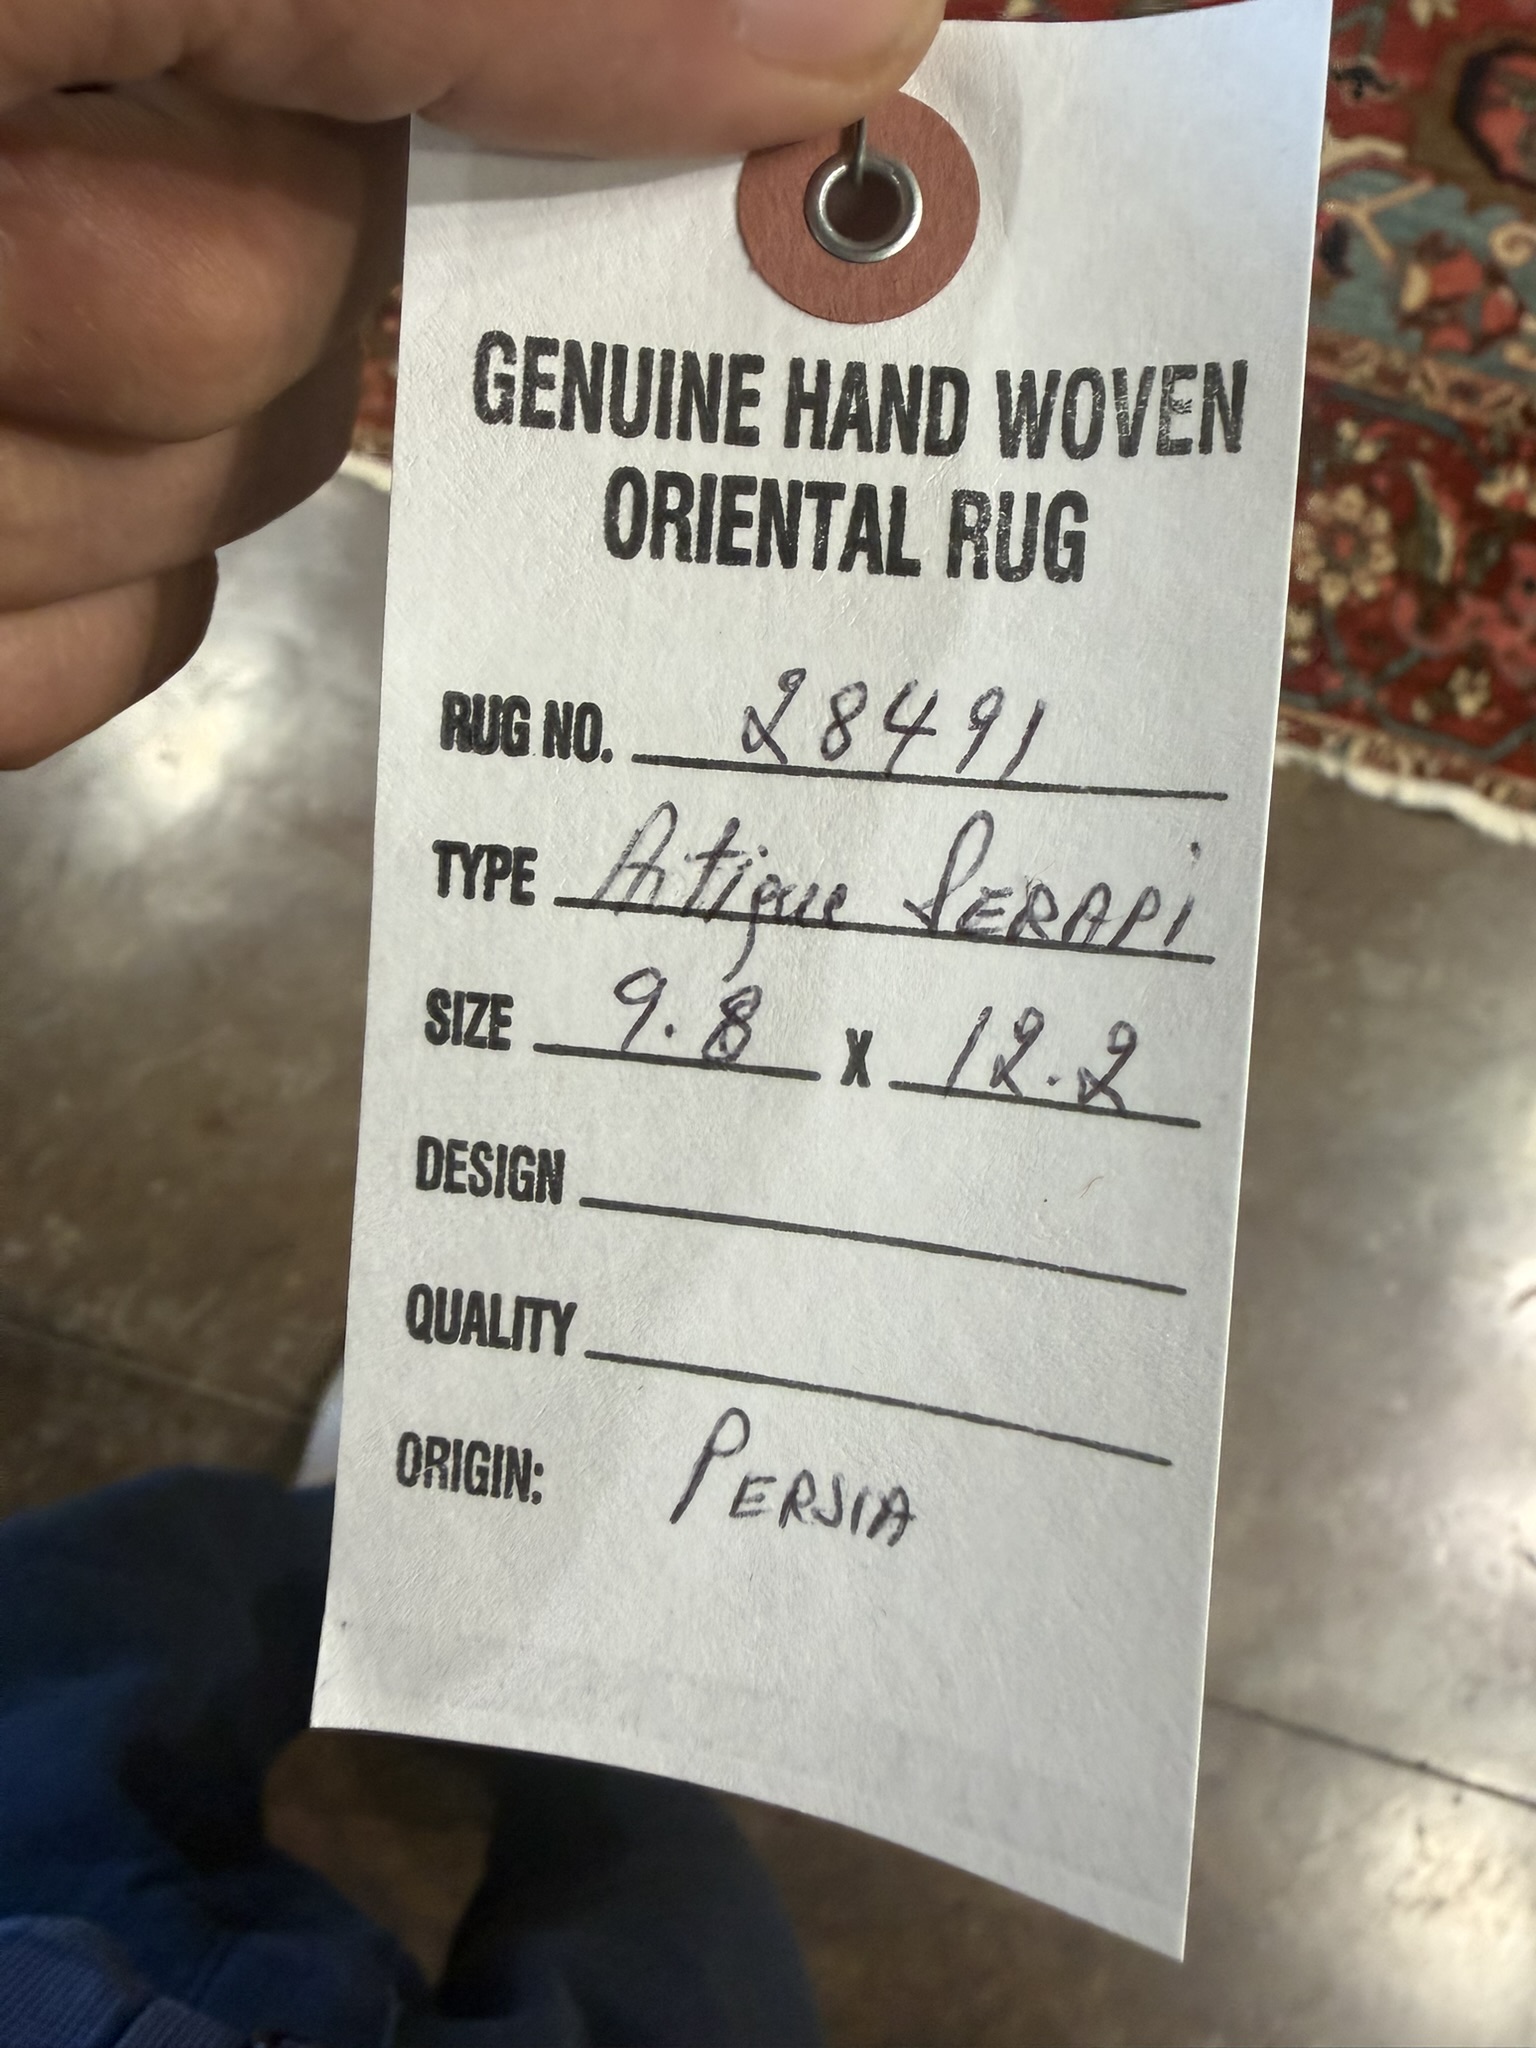 GENUINE HAND WOVEN
ORIENTAL RUG
RUG NO. 28491
TYPE Antique SERAPI
SIZE 9.8 X 12.2
DESIGN
QUALITY
ORIGIN: PERSIA